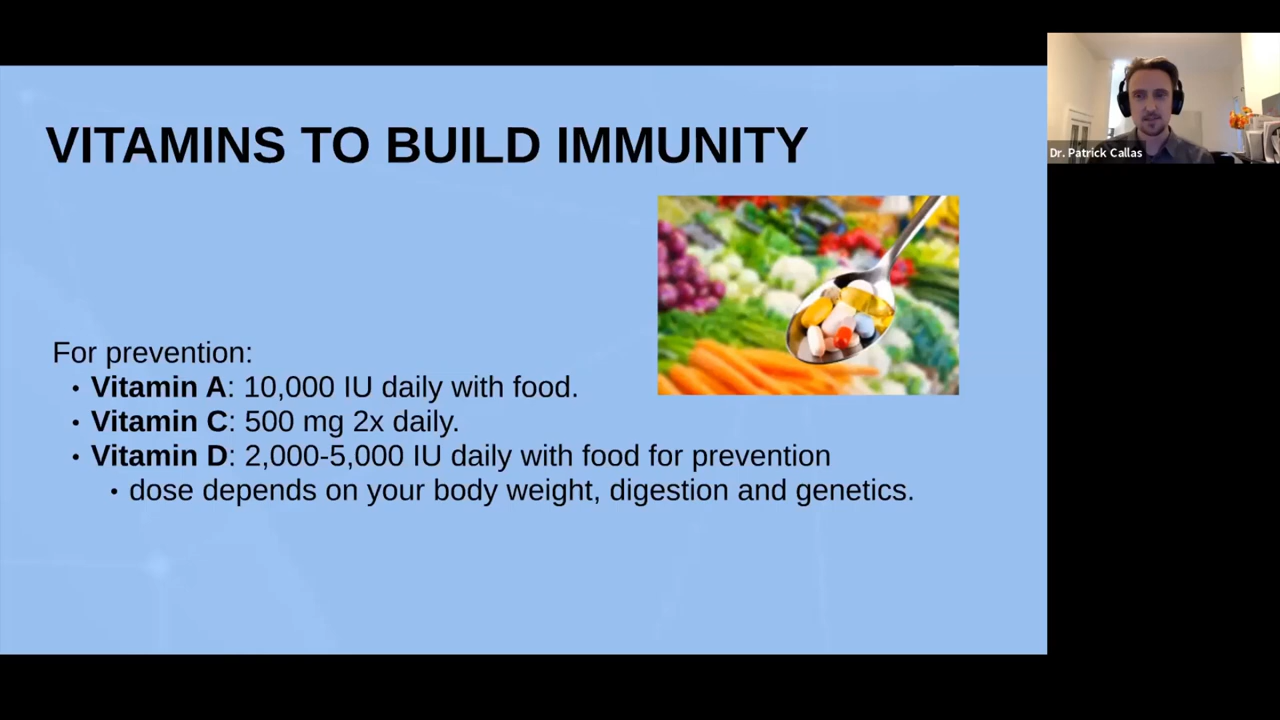 VITAMINS TO BUILD IMMUNITY
For prevention:
• Vitamin A: 10,000 IU daily with food.
• Vitamin C: 500 mg 2x daily.
• Vitamin D: 2,000-5,000 IU daily with food for prevention
• dose depends on your body weight, digestion and genetics.
Dr. Patrick Callas